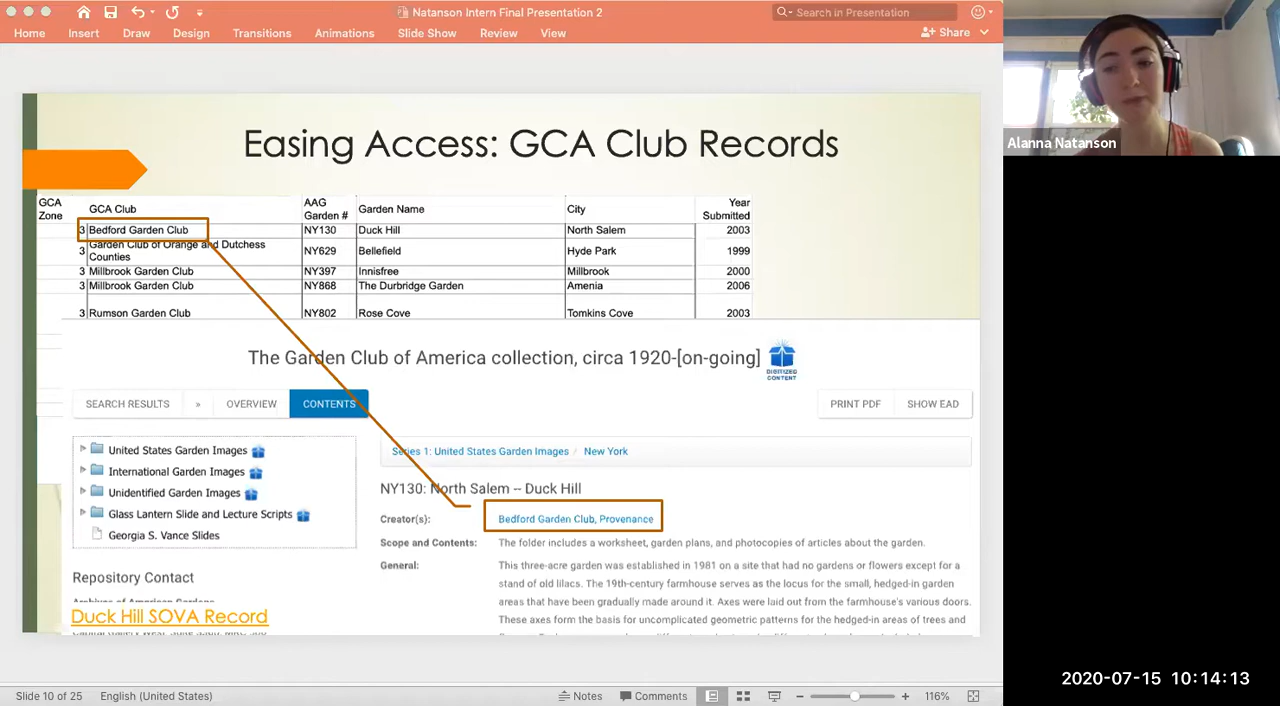 Natanson Intern Final Presentation 2
Search in Presentation
Home Insert Draw Design Transitions Animations Slide Show Review View Share
Easing Access: GCA Club Records
GCA Zone GCA Club AAG Garden # Garden Name City Year Submitted
3 Bedford Garden Club NY130 Duck Hill North Salem 2003
3 Garden Club of Orange and Dutchess Counties NY629 Bellefield Hyde Park 1999
3 Millbrook Garden Club NY397 Innisfree Millbrook 2000
3 Millbrook Garden Club NY868 The Durbridge Garden Amenia 2006
3 Rumson Garden Club NY802 Rose Cove Tomkins Cove 2003
The Garden Club of America collection, circa 1920-[on-going]
DIGITIZED CONTENT
SEARCH RESULTS » OVERVIEW CONTENTS PRINT PDF SHOW EAD
United States Garden Images
International Garden Images
Unidentified Garden Images
Glass Lantern Slide and Lecture Scripts
Georgia S. Vance Slides
Repository Contact
Duck Hill SOVA Record
Series 1: United States Garden Images / New York
NY130: North Salem -- Duck Hill
Creator(s): Bedford Garden Club, Provenance
Scope and Contents: The folder includes a worksheet, garden plans, and photocopies of articles about the garden.
General: This three-acre garden was established in 1981 on a site that had no gardens or flowers except for a
stand of old lilacs. The 19th-century farmhouse serves as the locus for the small, hedged-in garden
areas that have been gradually made around it. Axes were laid out from the farmhouse's various doors.
These axes form the basis for uncomplicated geometric patterns for the hedged-in areas of trees and
Slide 10 of 25 English (United States) Notes Comments 116%
Alanna Natanson
2020-07-15 10:14:13